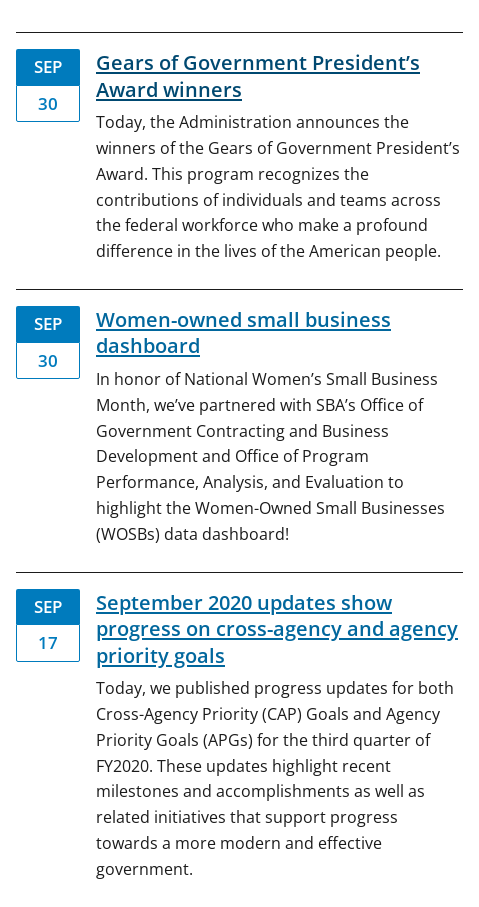 SEP
30
Gears of Government President’s
Award winners
Today, the Administration announces the
winners of the Gears of Government President’s
Award. This program recognizes the
contributions of individuals and teams across
the federal workforce who make a profound
difference in the lives of the American people.
SEP
30
Women-owned small business
dashboard
In honor of National Women’s Small Business
Month, we’ve partnered with SBA’s Office of
Government Contracting and Business
Development and Office of Program
Performance, Analysis, and Evaluation to
highlight the Women-Owned Small Businesses
(WOSBs) data dashboard!
SEP
17
September 2020 updates show
progress on cross-agency and agency
priority goals
Today, we published progress updates for both
Cross-Agency Priority (CAP) Goals and Agency
Priority Goals (APGs) for the third quarter of
FY2020. These updates highlight recent
milestones and accomplishments as well as
related initiatives that support progress
towards a more modern and effective
government.